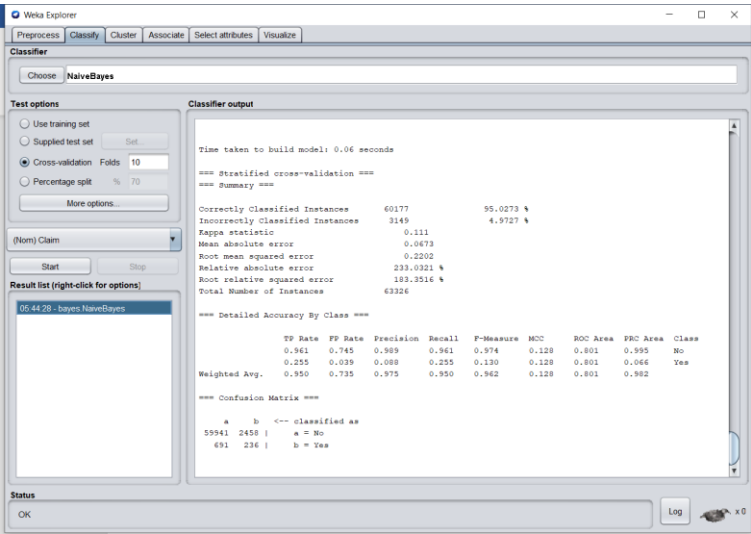 Weka Explorer
Preprocess Classify Cluster Associate Select attributes Visualize
Classifier
Choose NaiveBayes
Test options
Use training set
Supplied test set Set...
Cross-validation Folds 10
Percentage split % 70
More options...
(Nom) Claim
Start Stop
Result list (right-click for options)
05:44:28 - bayes.NaiveBayes
Classifier output
Time taken to build model: 0.06 seconds
=== Stratified cross-validation ===
=== Summary ===
Correctly Classified Instances 60177 95.0273 %
Incorrectly Classified Instances 3149 4.9727 %
Kappa statistic 0.111
Mean absolute error 0.0673
Root mean squared error 0.2202
Relative absolute error 233.0321 %
Root relative squared error 183.3516 %
Total Number of Instances 63326
=== Detailed Accuracy By Class ===
TP Rate FP Rate Precision Recall F-Measure MCC ROC Area PRC Area Class
0.961 0.745 0.989 0.961 0.974 0.128 0.801 0.995 No
0.255 0.039 0.088 0.255 0.130 0.128 0.801 0.066 Yes
Weighted Avg. 0.950 0.735 0.975 0.950 0.962 0.128 0.801 0.982
=== Confusion Matrix ===
a b <-- classified as
59941 2458 | a = No
691 236 | b = Yes
Status
OK
Log x 0